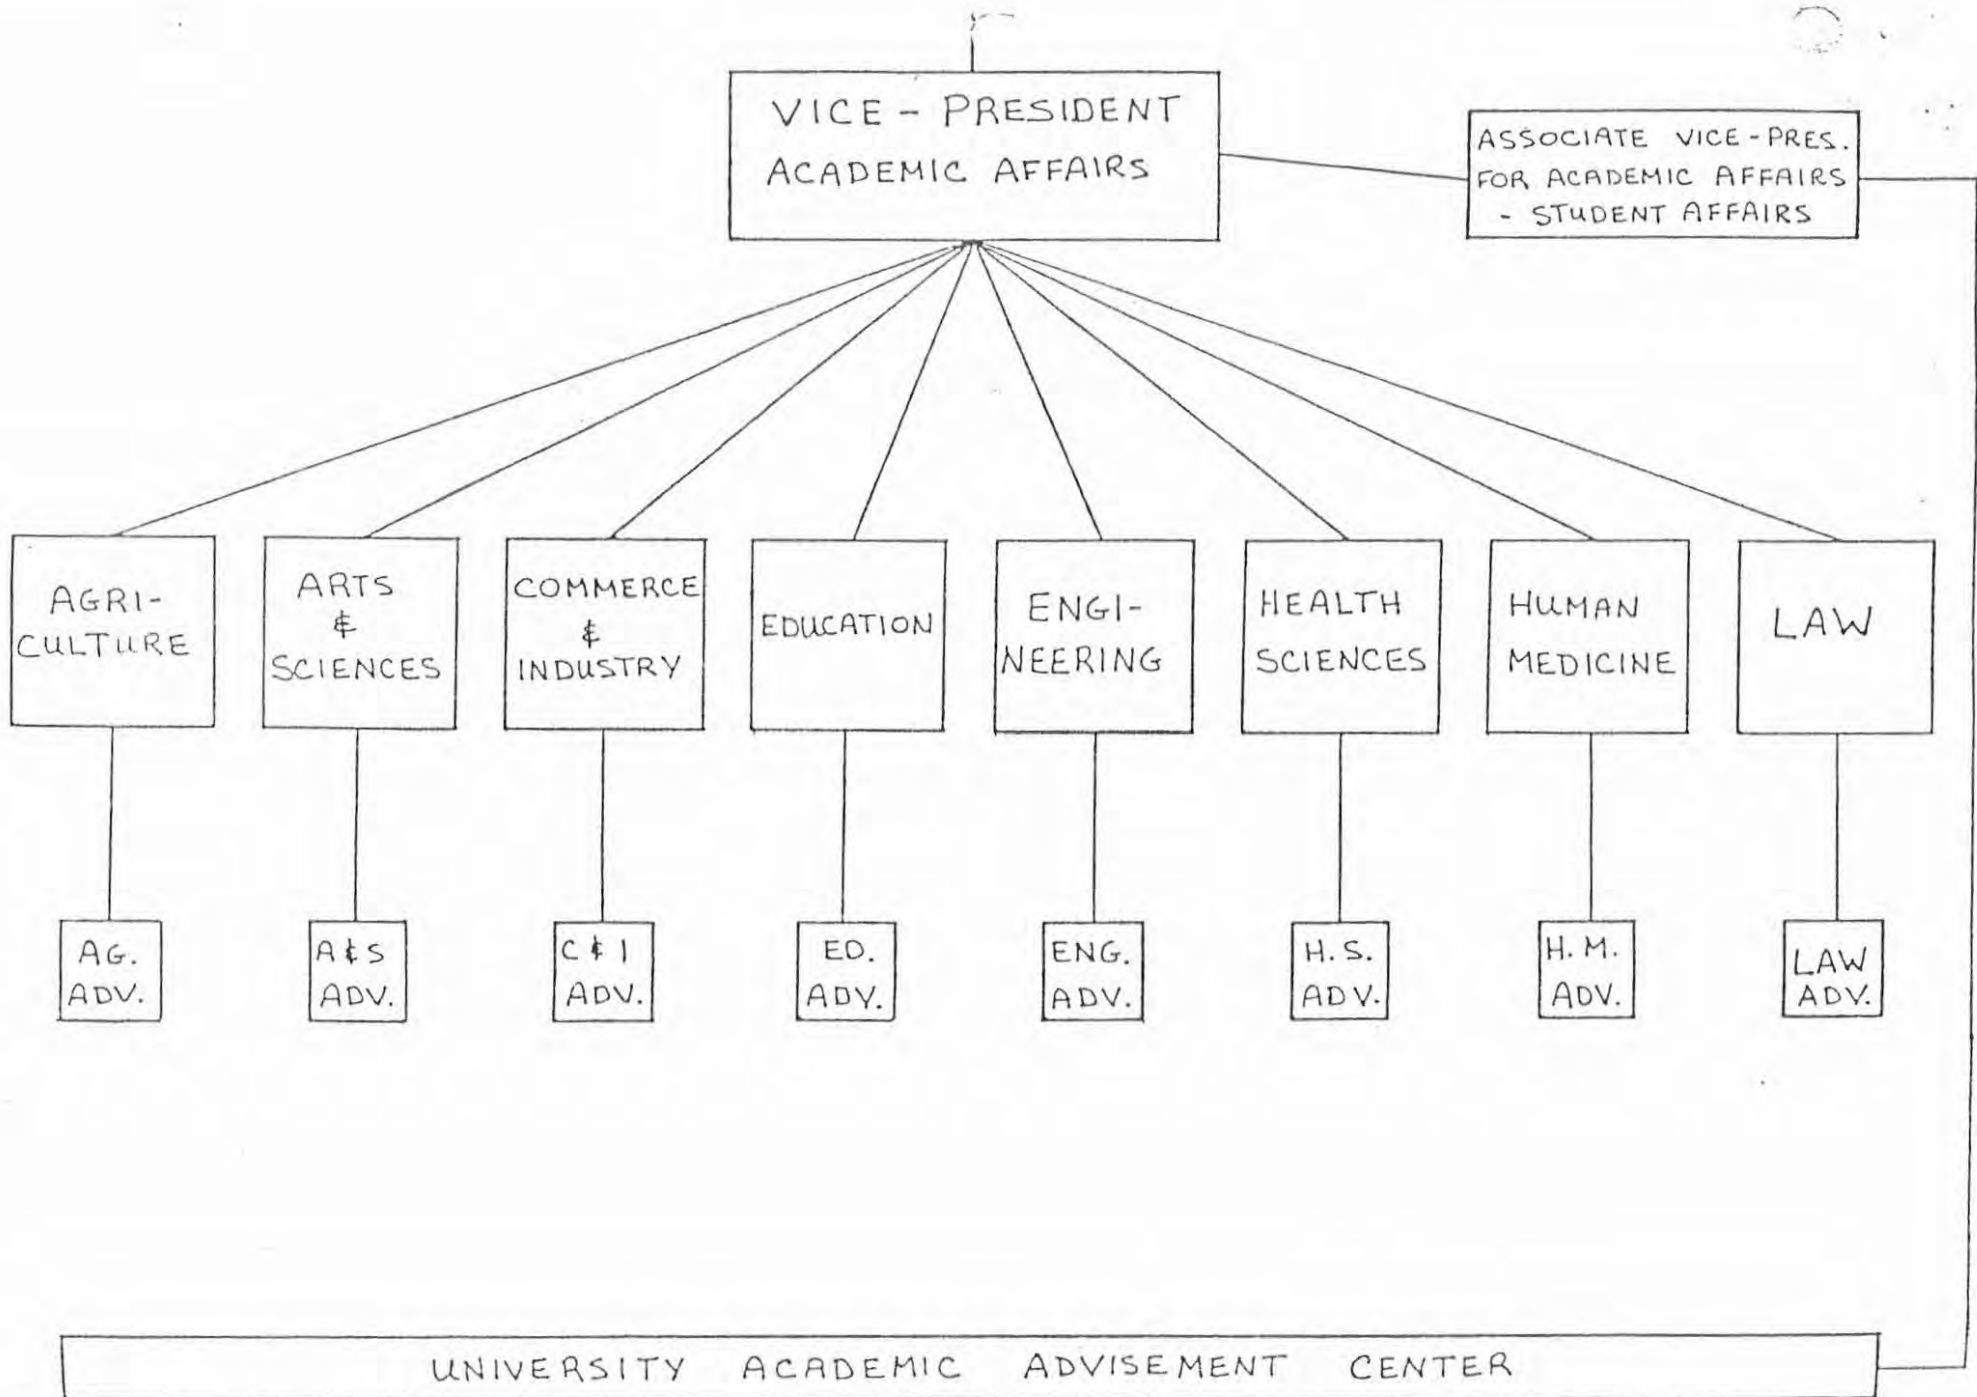 VICE - PRESIDENT
ACADEMIC AFFAIRS
ASSOCIATE VICE-PRES.
FOR ACADEMIC AFFAIRS
- STUDENT AFFAIRS
AGRI-
CULTURE
ARTS
&
SCIENCES
COMMERCE
&
INDUSTRY
EDUCATION
ENGI-
NEERING
HEALTH
SCIENCES
HUMAN
MEDICINE
LAW
AG.
ADV.
A & S
ADV.
C & I
ADV.
ED.
ADV.
ENG.
ADV.
H. S.
ADV.
H. M.
ADV.
LAW
ADV.
UNIVERSITY ACADEMIC ADVISEMENT CENTER